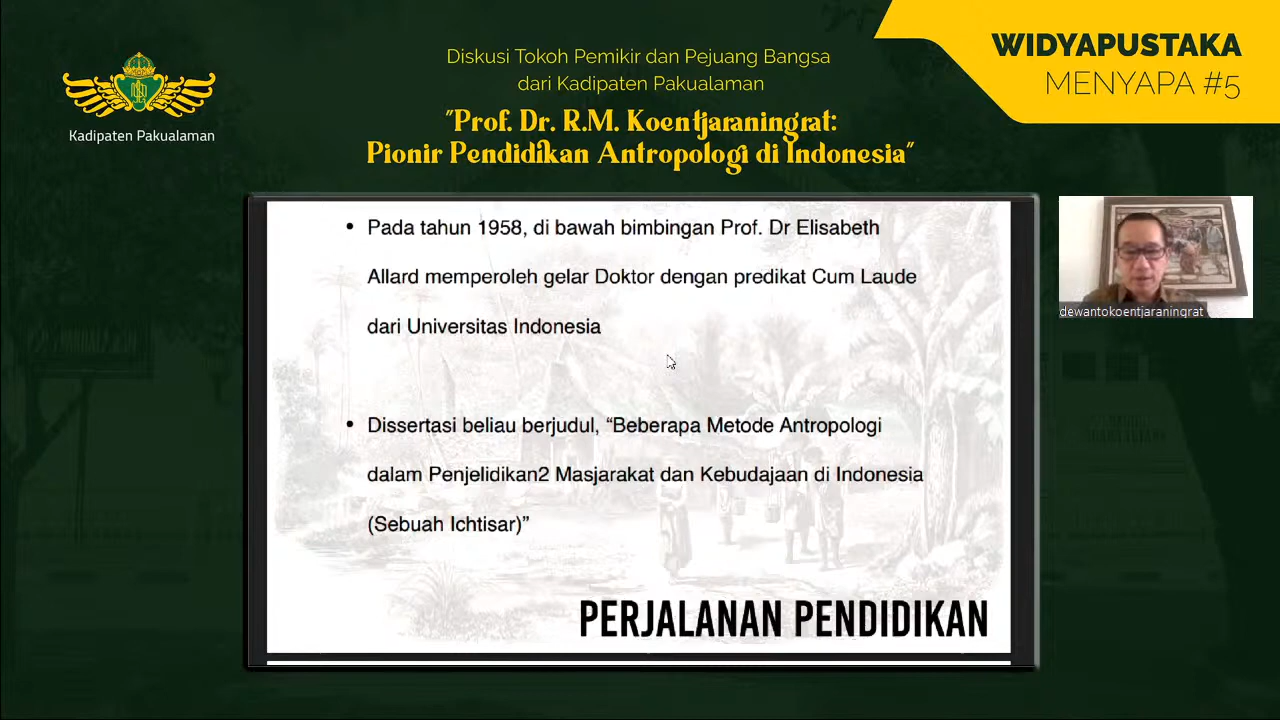 Diskusi Tokoh Pemikir dan Pejuang Bangsa
dari Kadipaten Pakualaman
"Prof. Dr. R.M. Koentjaraningrat:
Pionir Pendidikan Antropologi di Indonesia"
WIDYAPUSTAKA
MENYAPA #5
Kadipaten Pakualaman
• Pada tahun 1958, di bawah bimbingan Prof. Dr Elisabeth
Allard memperoleh gelar Doktor dengan predikat Cum Laude
dari Universitas Indonesia
• Dissertasi beliau berjudul, “Beberapa Metode Antropologi
dalam Penjelidikan2 Masjarakat dan Kebudajaan di Indonesia
(Sebuah Ichtisar)”
PERJALANAN PENDIDIKAN
dewantokoentjaraningrat